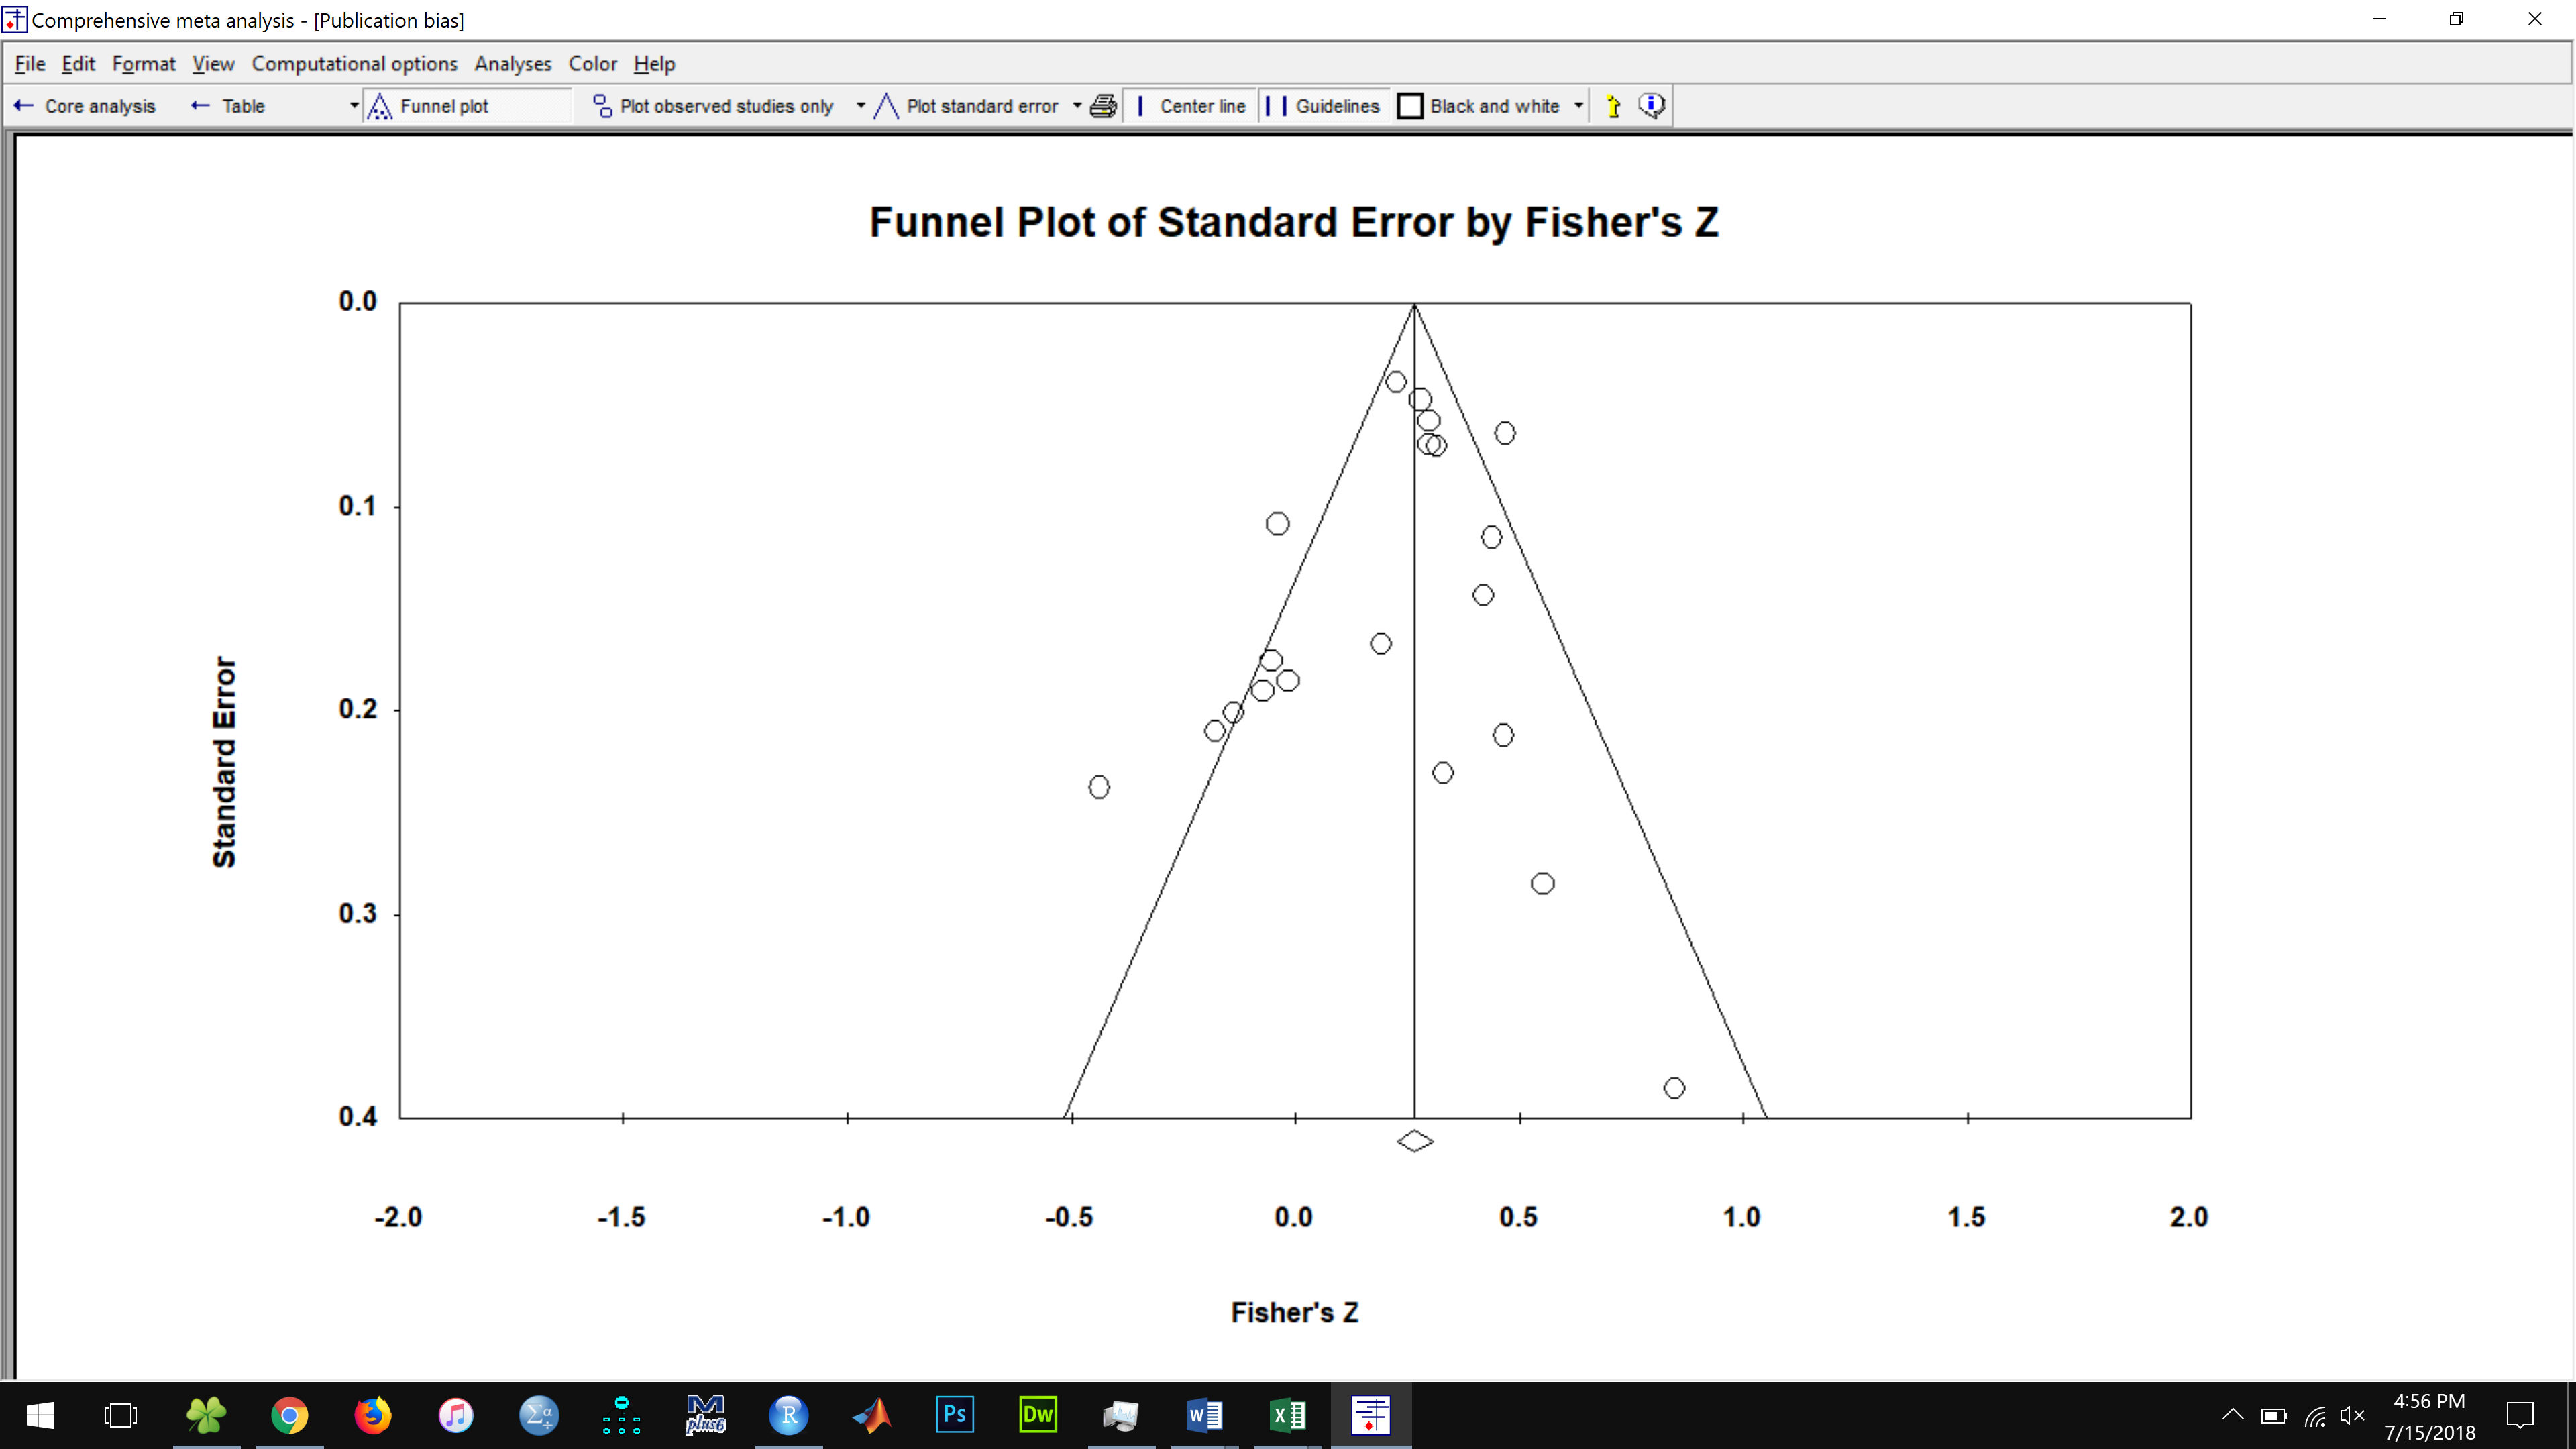 Comprehensive meta analysis - [Publication bias]
File Edit Format View Computational options Analyses Color Help
Core analysis Table Funnel plot Plot observed studies only Plot standard error Center line Guidelines Black and white
Funnel Plot of Standard Error by Fisher's Z
0.0
0.1
0.2
0.3
0.4
Standard Error
-2.0 -1.5 -1.0 -0.5 0.0 0.5 1.0 1.5 2.0
Fisher's Z
Σα÷ M plus6 R Ps Dw W X
4:56 PM
7/15/2018